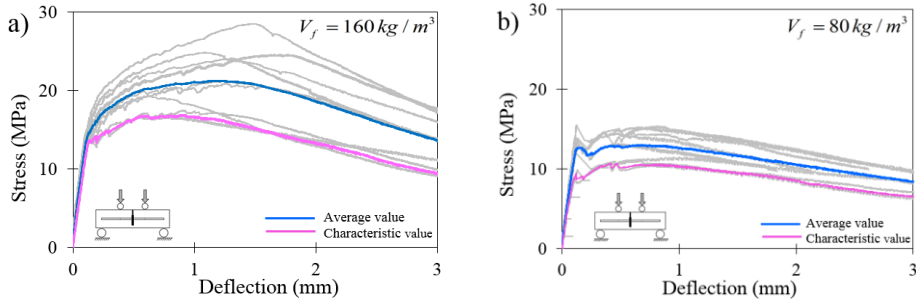 a)
V_f = 160 kg / m³
30
20
10
0
Stress (MPa)
0 1 2 3
Deflection (mm)
Average value
Characteristic value
b)
V_f = 80 kg / m³
30
20
10
0
Stress (MPa)
0 1 2 3
Deflection (mm)
Average value
Characteristic value